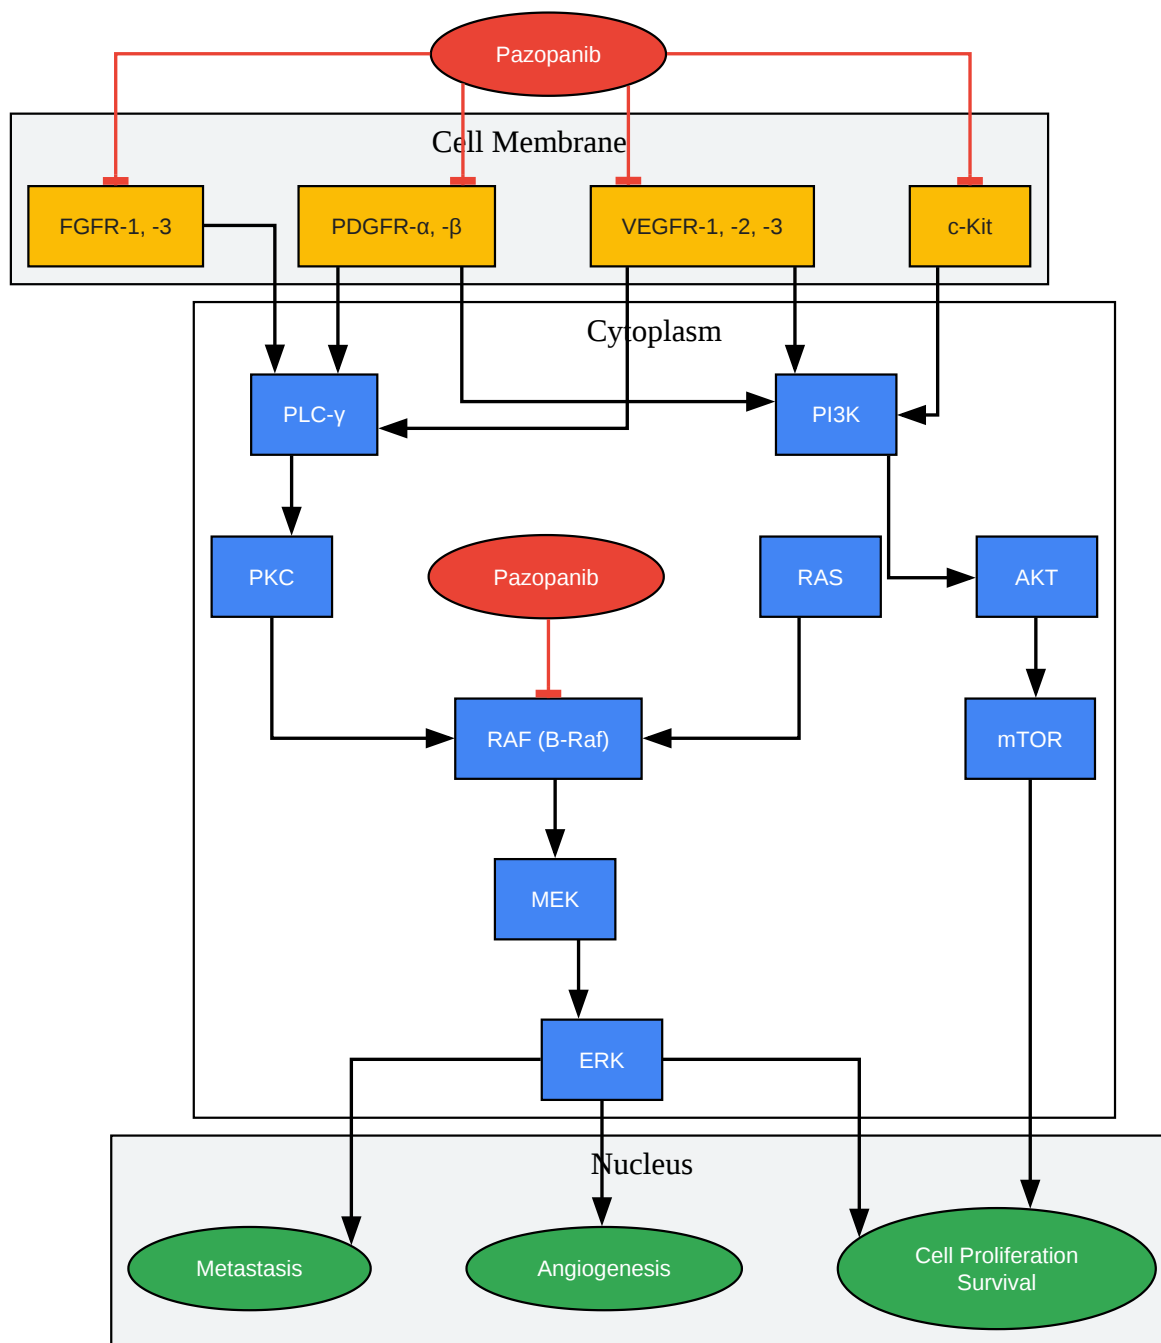 Pazopanib
Cell Membrane
FGFR-1, -3
PDGFR-α, -β
VEGFR-1, -2, -3
c-Kit
Cytoplasm
PLC-γ
PI3K
PKC
Pazopanib
RAS
AKT
RAF (B-Raf)
mTOR
MEK
ERK
Nucleus
Metastasis
Angiogenesis
Cell Proliferation
Survival